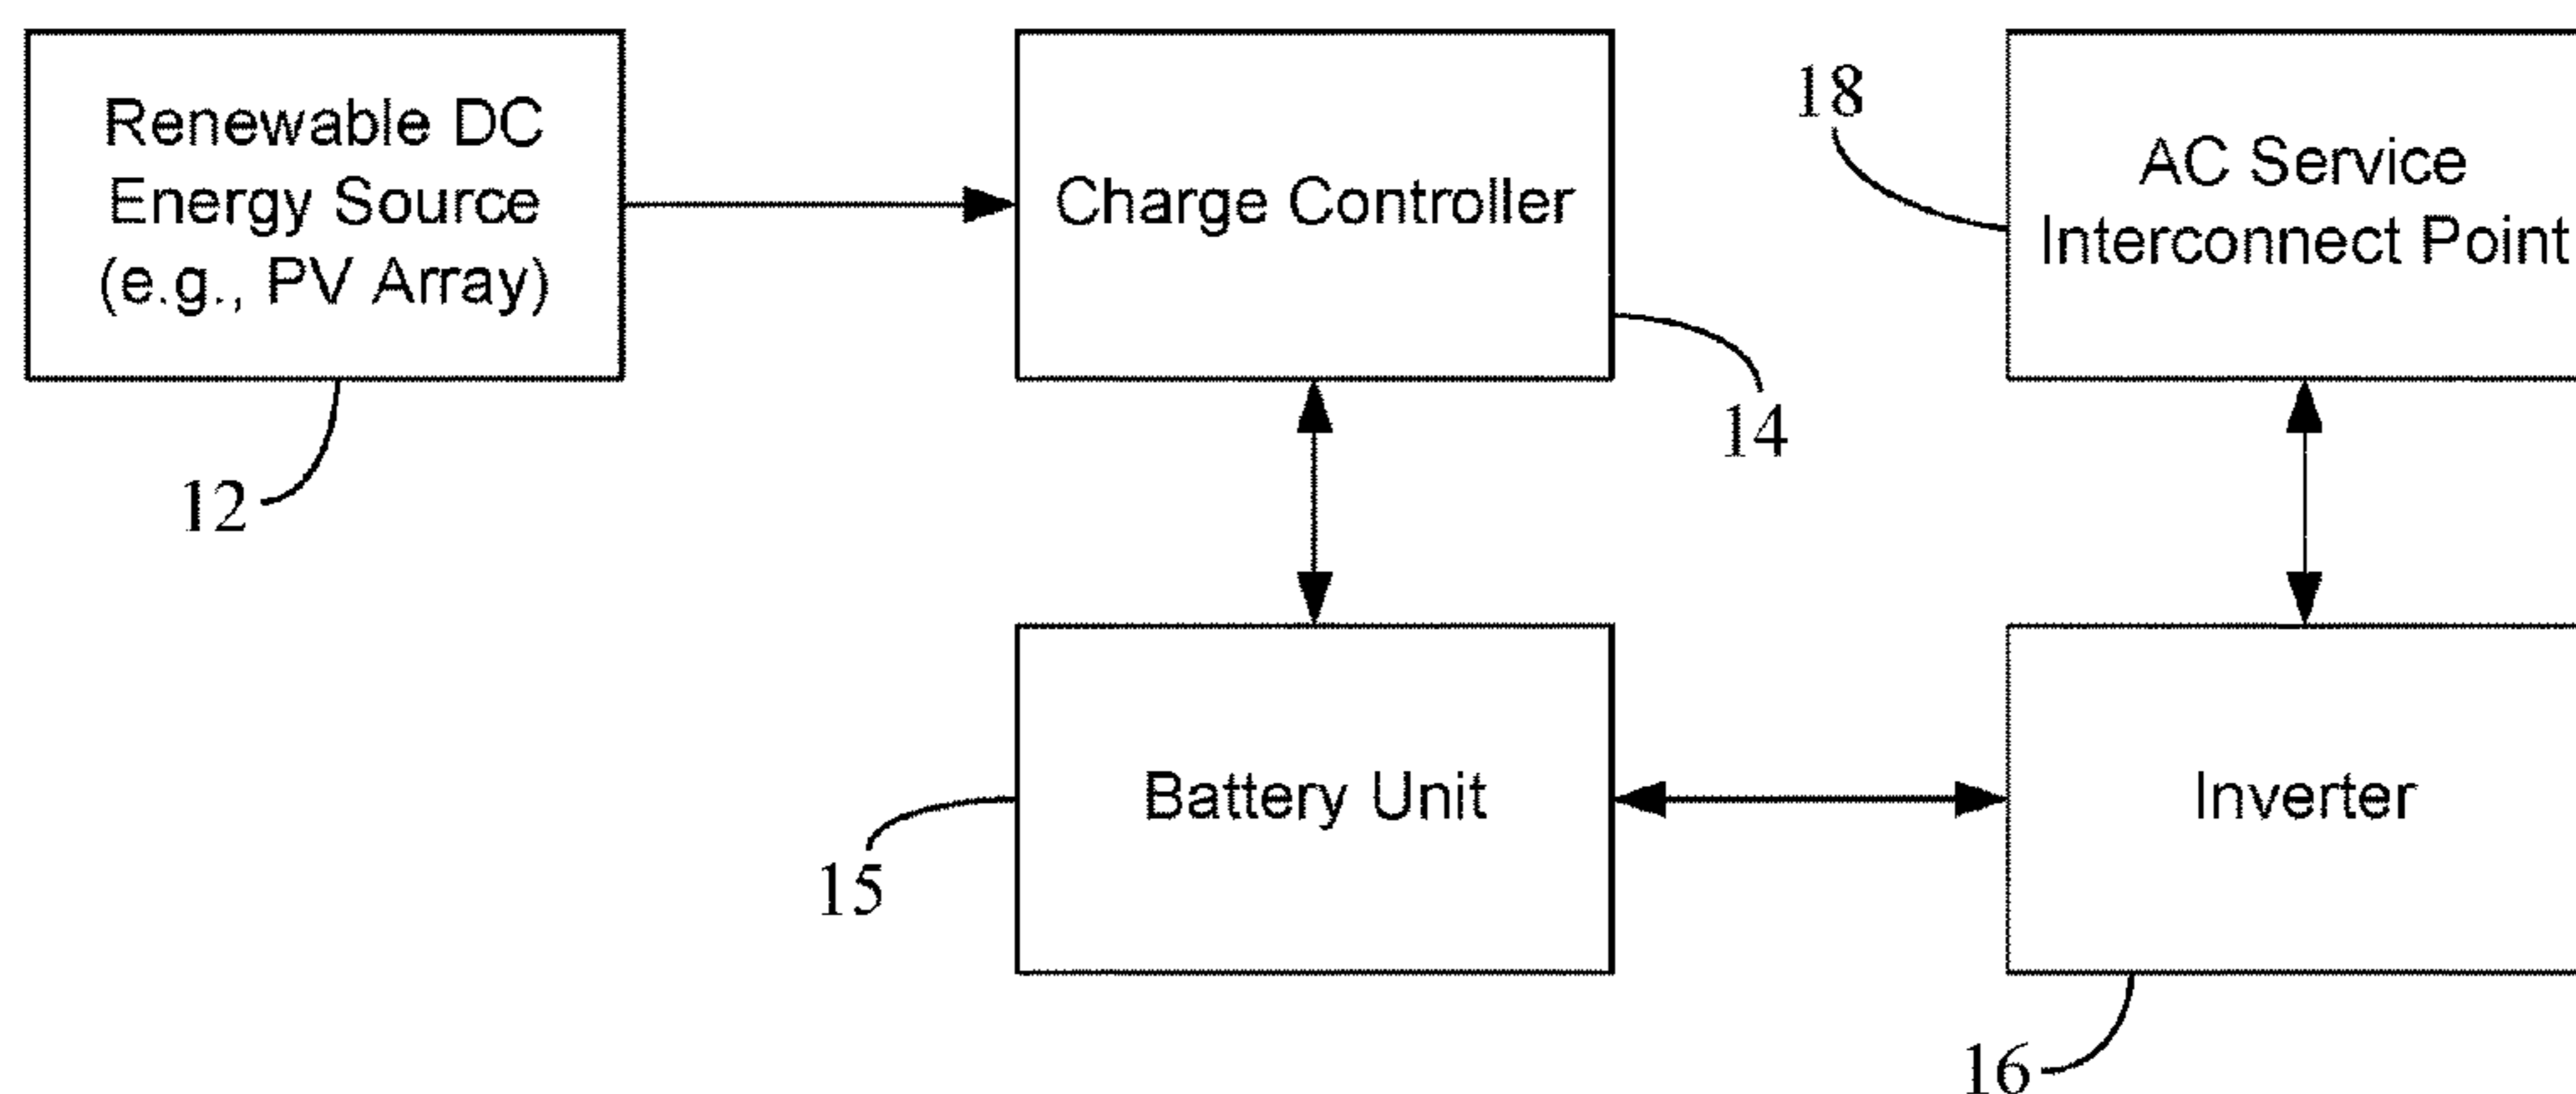 Renewable DC
Energy Source
(e.g., PV Array)
12
Charge Controller
14
18
AC Service
Interconnect Point
Battery Unit
15
Inverter
16